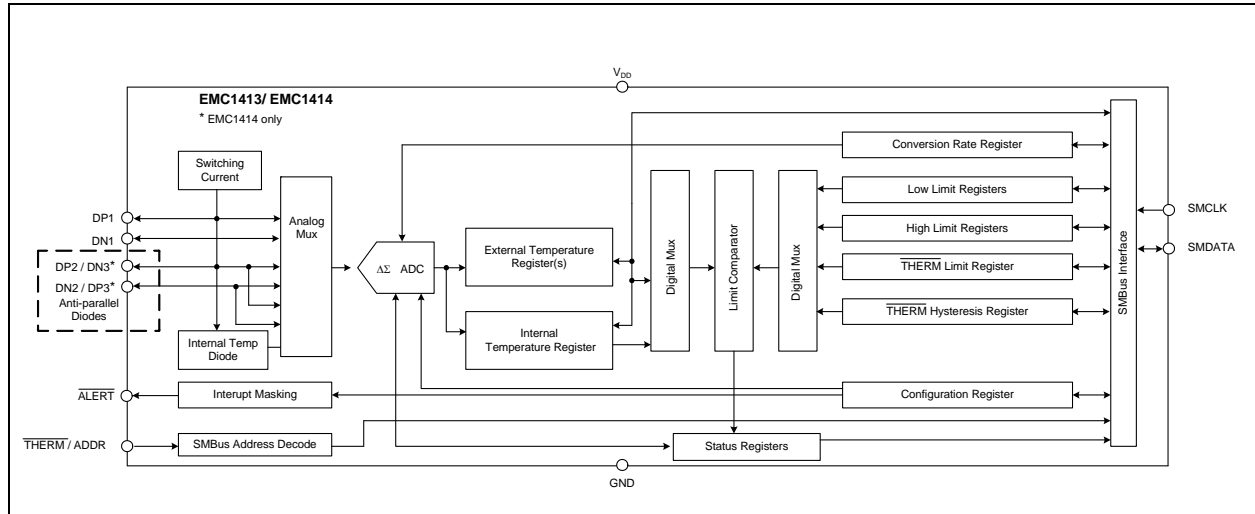 V_DD
EMC1413/ EMC1414
* EMC1414 only
Switching
Current
Conversion Rate Register
Low Limit Registers
High Limit Registers
THERM Limit Register
THERM Hysteresis Register
Configuration Register
DP1
DN1
DP2 / DN3*
DN2 / DP3*
Anti-parallel
Diodes
Analog
Mux
Internal Temp
Diode
ΔΣ ADC
External Temperature
Register(s)
Internal
Temperature Register
Digital Mux
Limit Comparator
Digital Mux
SMBus Interface
SMCLK
SMDATA
ALERT
Interupt Masking
THERM / ADDR
SMBus Address Decode
Status Registers
GND